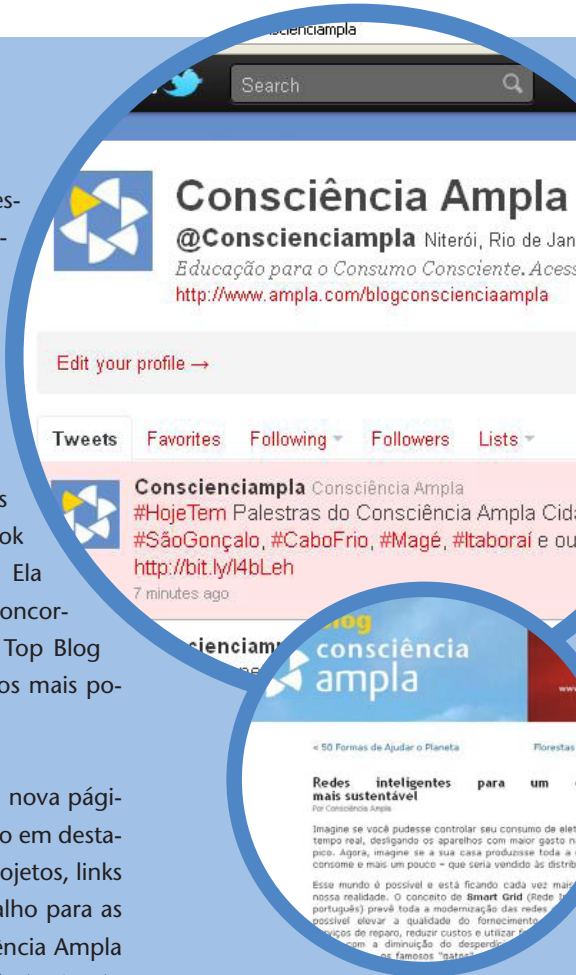 Search
Consciência Ampla
@Conscienciampla Niterói, Rio de Jan
Educação para o Consumo Consciente. Acess
http://www.ampla.com/blogconscienciaampla
Edit your profile →
Tweets Favorites Following Followers Lists
Conscienciampla Consciência Ampla
#HojeTem Palestras do Consciência Ampla Cida
#SãoGonçalo, #CaboFrio, #Magé, #Itaboraí e ou
http://bit.ly/l4bLeh
7 minutes ago
es-
-
s
ok
Ela
oncor-
Top Blog
os mais po-
nova pági-
o em desta-
ojetos, links
alho para as
ência Ampla
blog
consciência
ampla
www
« 50 Formas de Ajudar o Planeta Florestas
Redes inteligentes para um
mais sustentável
Por Consciência Ampla
Imagine se você pudesse controlar seu consumo de elet
tempo real, desligando os aparelhos com maior gasto n
pico. Agora, imagine se a sua casa produzisse toda a
consome e mais um pouco – que seria vendido às distrib
Esse mundo é possível e está ficando cada vez mais
nossa realidade. O conceito de Smart Grid (Rede I
português) prevê toda a modernização das redes
possível elevar a qualidade do fornecimento
serviços de reparo, reduzir custos e utilizar
com a diminuição do desperdíc
os famosos "gatos"